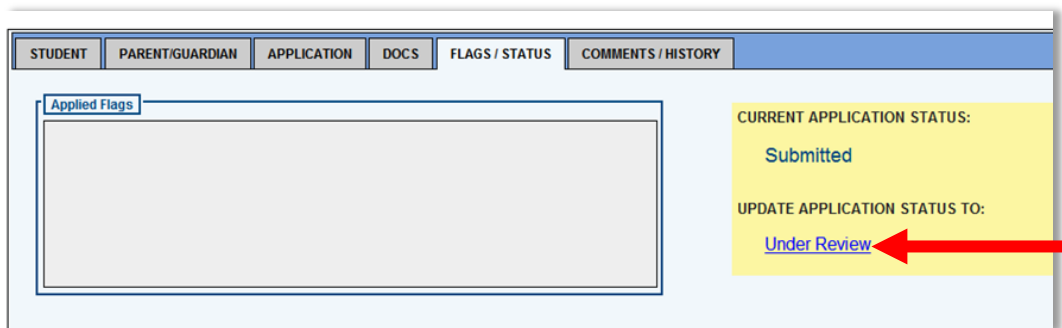 STUDENT PARENT/GUARDIAN APPLICATION DOCS FLAGS / STATUS COMMENTS / HISTORY
Applied Flags
CURRENT APPLICATION STATUS:
Submitted
UPDATE APPLICATION STATUS TO:
Under Review